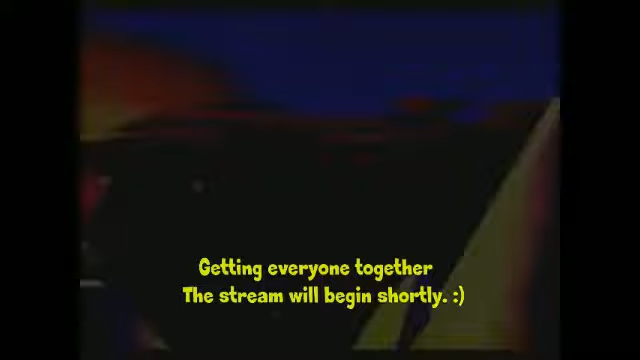 Getting everyone together
The stream will begin shortly. :)